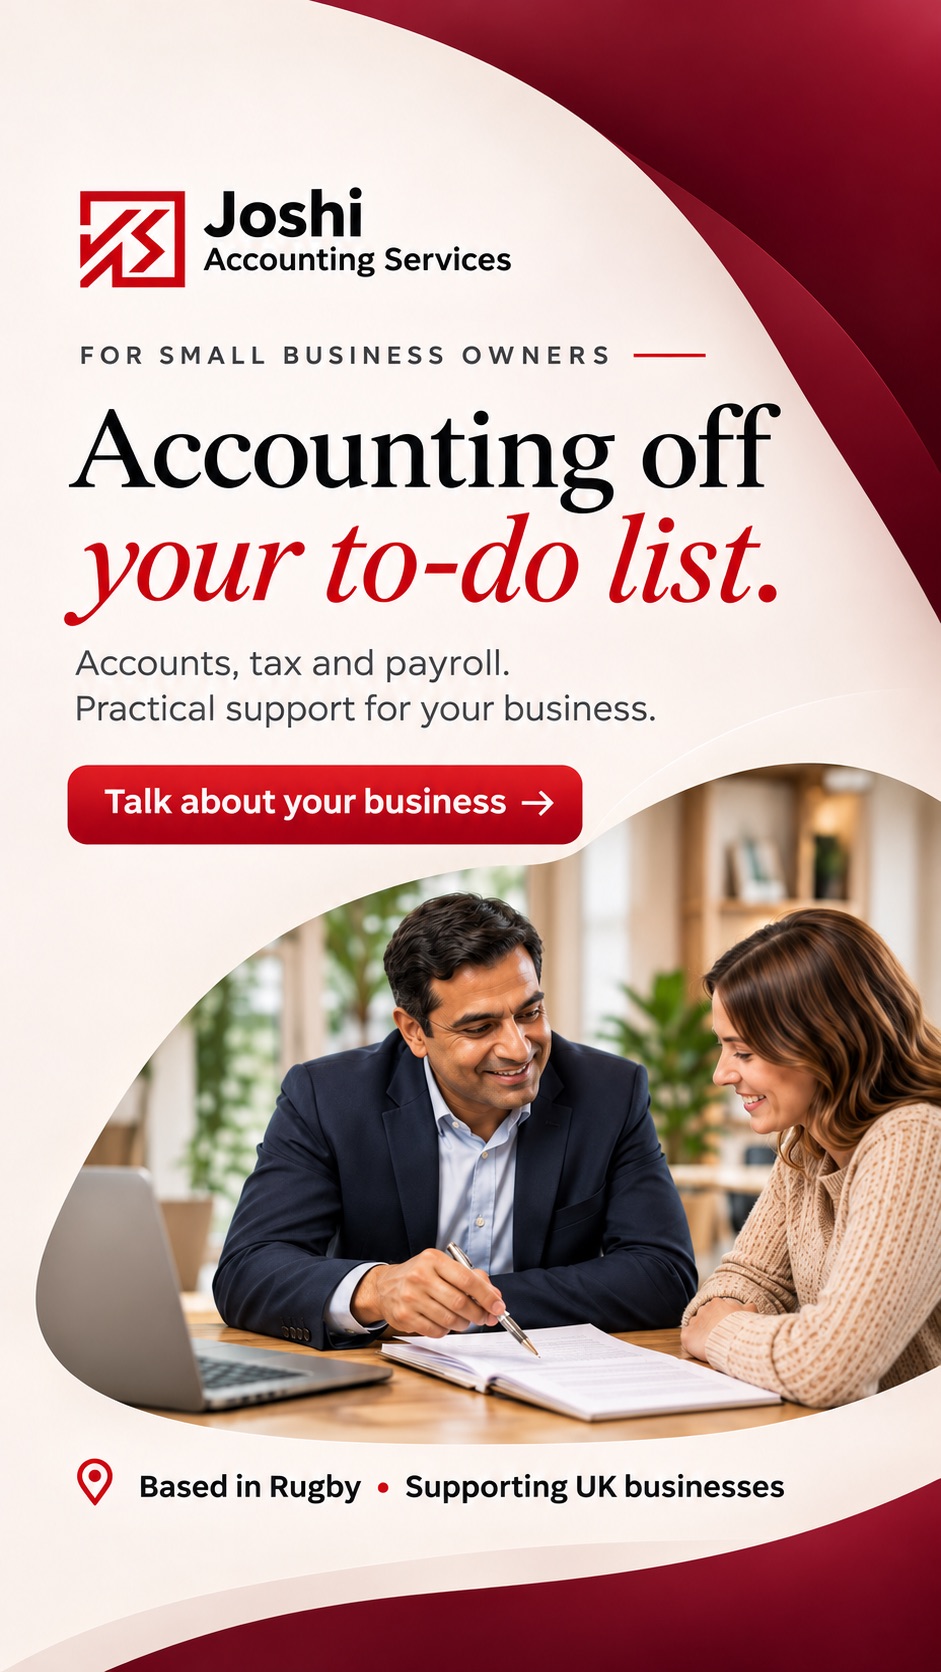 Joshi
Accounting Services
FOR SMALL BUSINESS OWNERS
Accounting off
your to-do list.
Accounts, tax and payroll.
Practical support for your business.
Talk about your business →
Based in Rugby • Supporting UK businesses